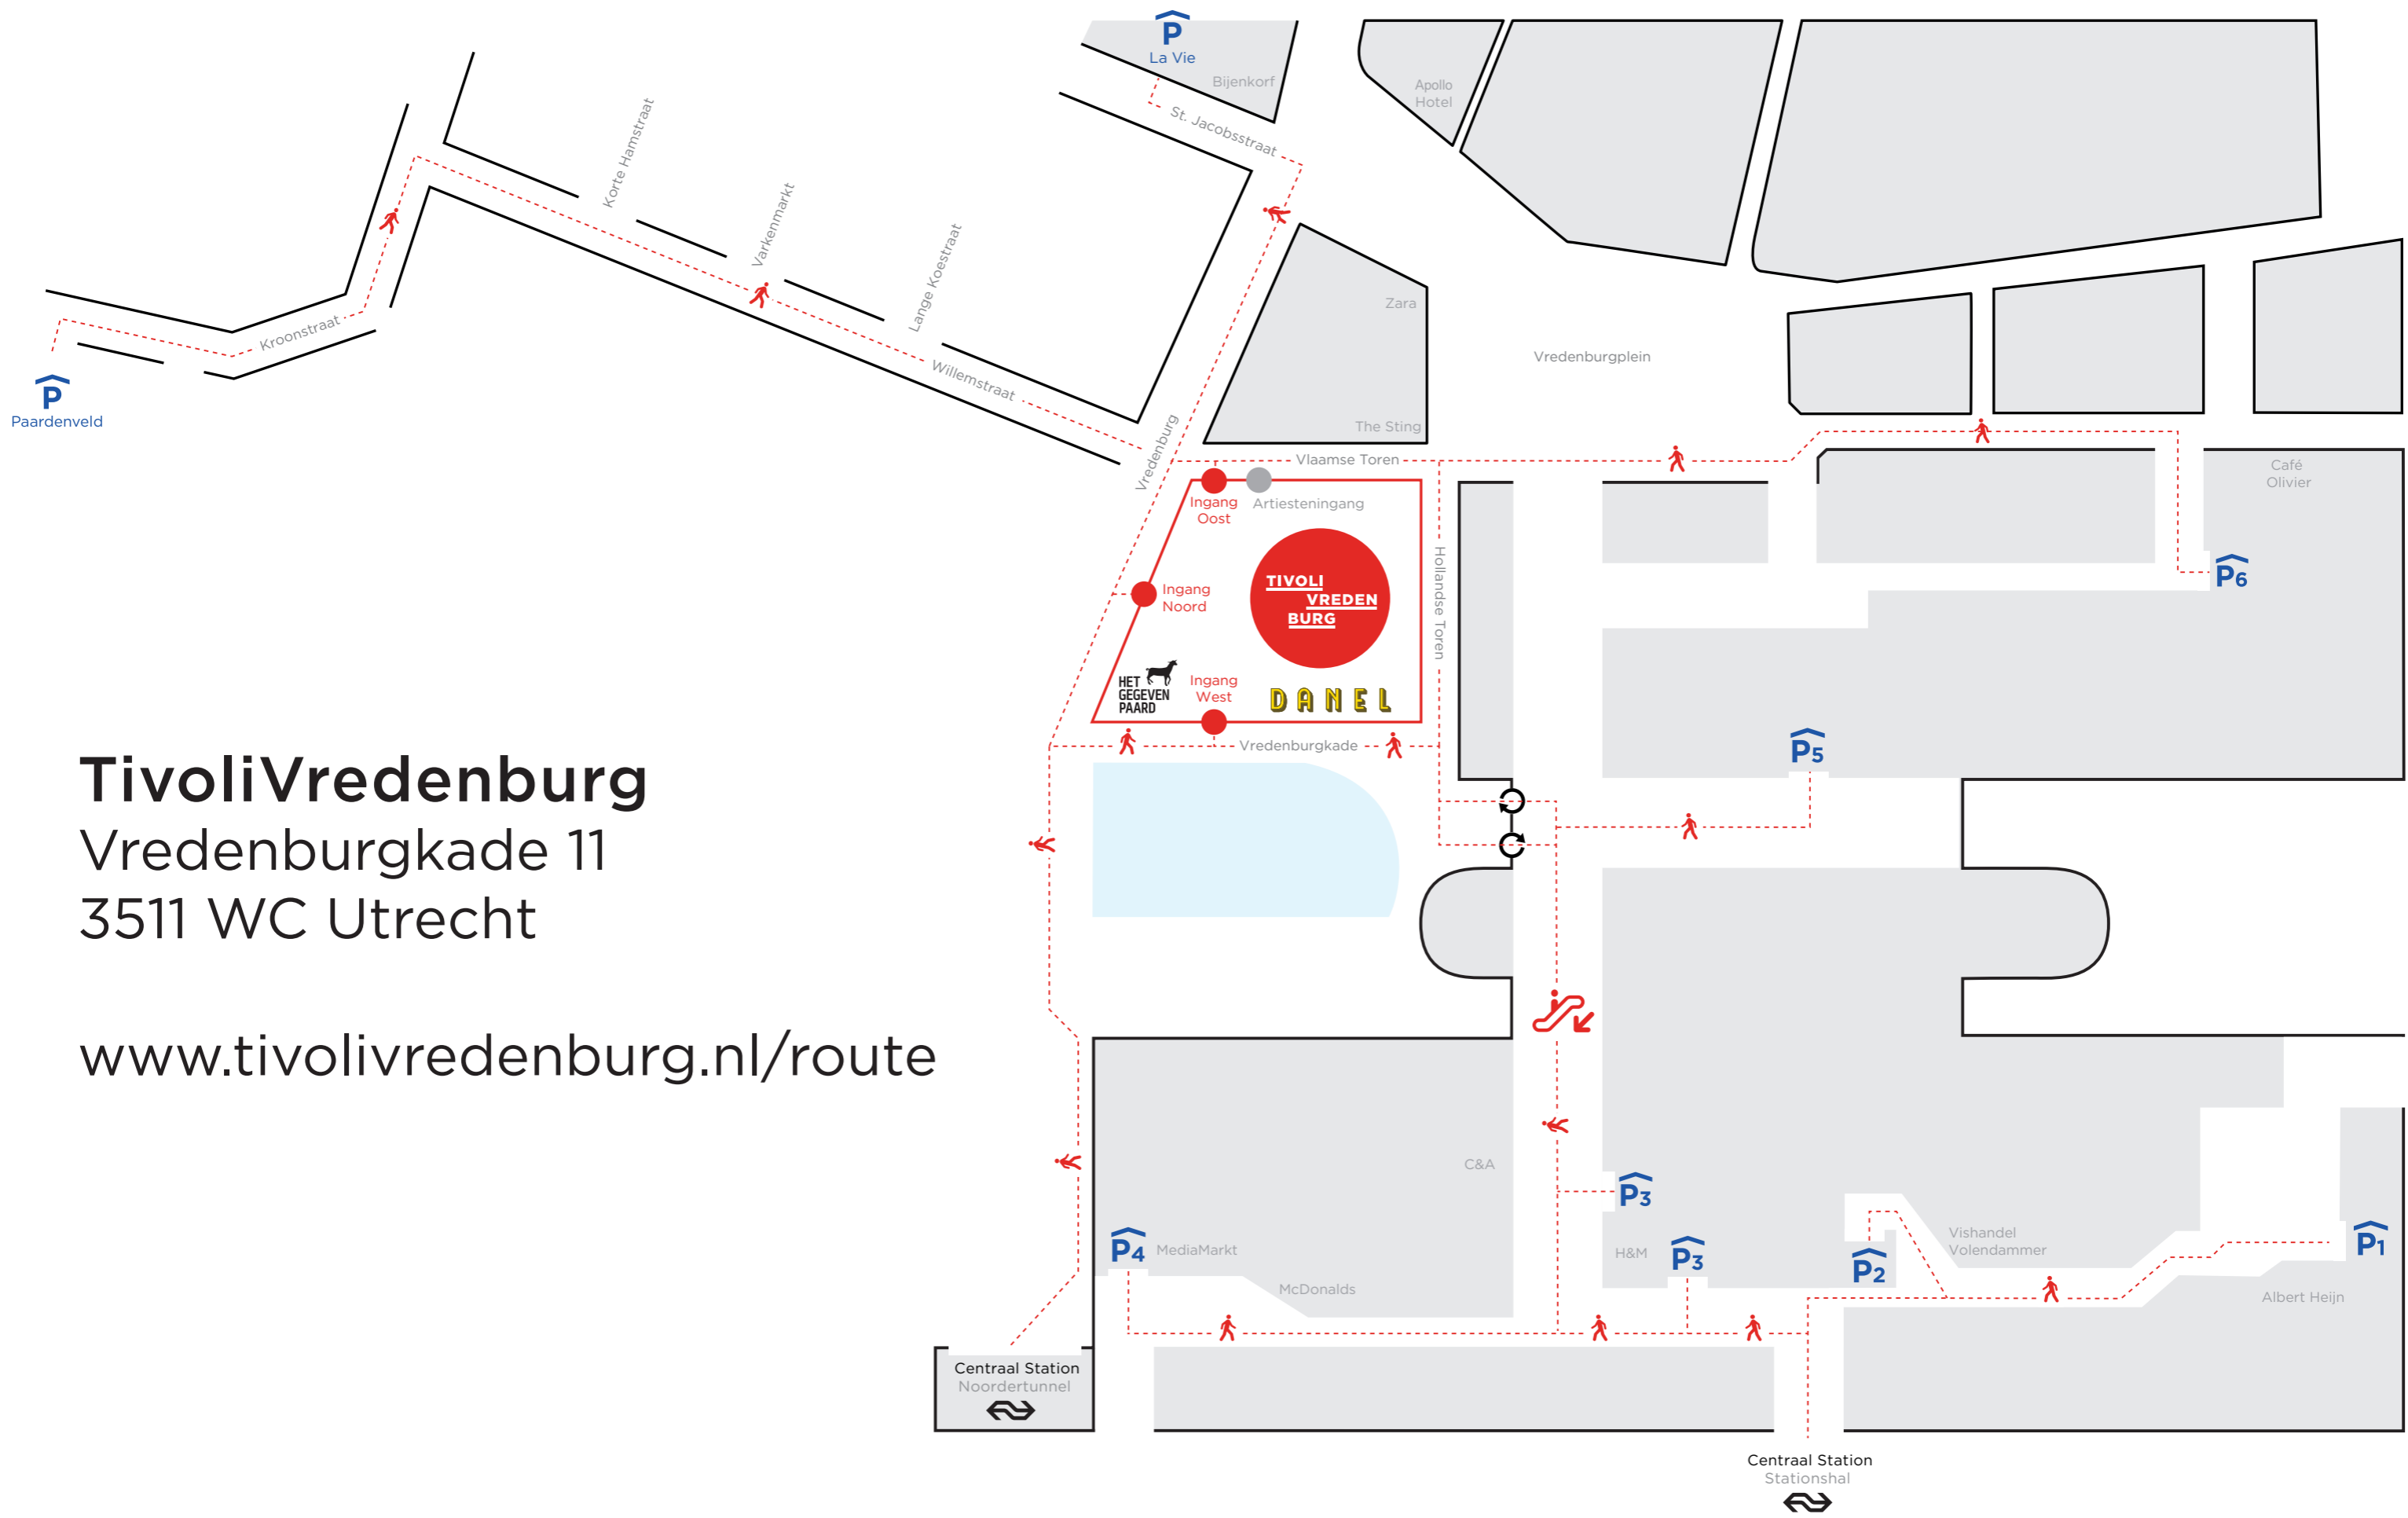 P
La Vie
Bijenkorf
St. Jacobsstraat
Apollo
Hotel
Korte Hamstraat
Varkenmarkt
Lange Koestraat
Willemstraat
Kroonstraat
P
Paardenveld
Zara
The Sting
Vredenburgplein
Vredenburg
Vlaamse Toren
Café
Olivier
Ingang
Oost
Artiesteningang
Ingang
Noord
TIVOLI
VREDEN
BURG
Hollandse Toren
P6
HET
GEGEVEN
PAARD
Ingang
West
DANEL
Vredenburgkade
P5
TivoliVredenburg
Vredenburgkade 11
3511 WC Utrecht
www.tivolivredenburg.nl/route
C&A
P3
P4
MediaMarkt
McDonalds
H&M
P3
P2
Vishandel
Volendammer
P1
Albert Heijn
Centraal Station
Noordertunnel
Centraal Station
Stationshal